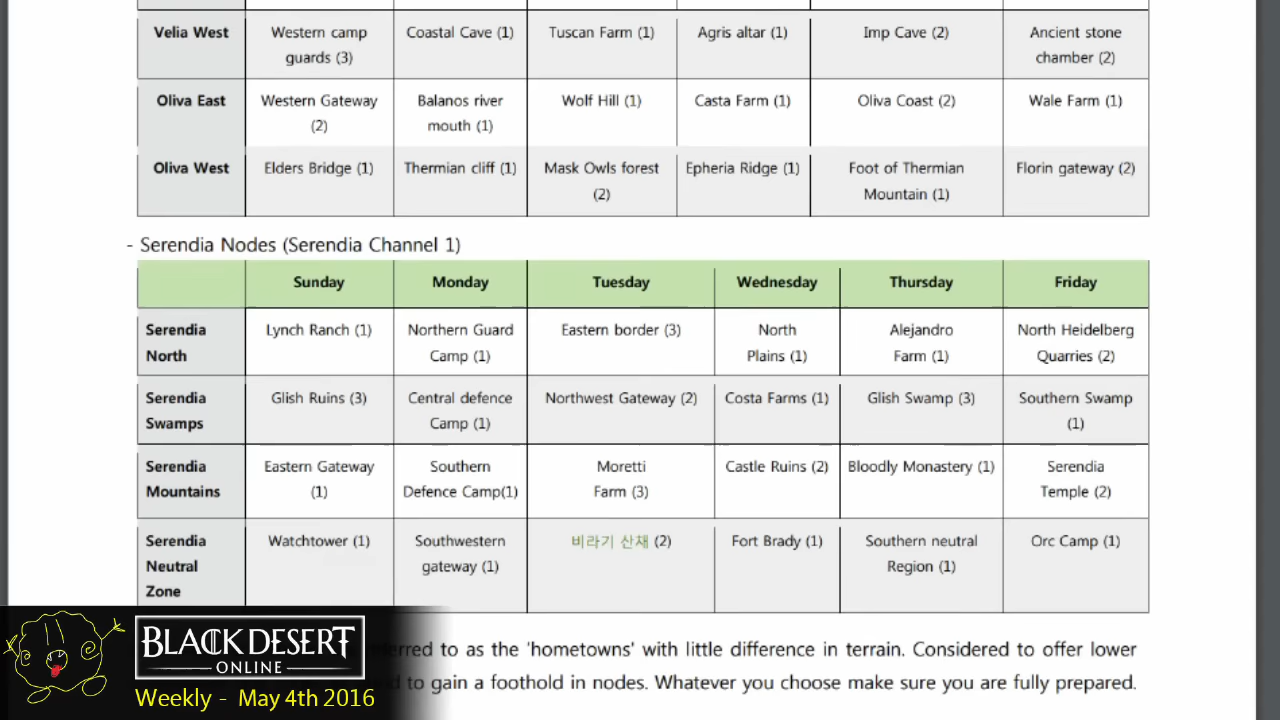 Velia West Western camp guards (3) Coastal Cave (1) Tuscan Farm (1) Agris altar (1) Imp Cave (2) Ancient stone chamber (2)
Oliva East Western Gateway (2) Balanos river mouth (1) Wolf Hill (1) Casta Farm (1) Oliva Coast (2) Wale Farm (1)
Oliva West Elders Bridge (1) Thermian cliff (1) Mask Owls forest (2) Epheria Ridge (1) Foot of Thermian Mountain (1) Florin gateway (2)
- Serendia Nodes (Serendia Channel 1)
Sunday Monday Tuesday Wednesday Thursday Friday
Serendia North Lynch Ranch (1) Northern Guard Camp (1) Eastern border (3) North Plains (1) Alejandro Farm (1) North Heidelberg Quarries (2)
Serendia Swamps Glish Ruins (3) Central defence Camp (1) Northwest Gateway (2) Costa Farms (1) Glish Swamp (3) Southern Swamp (1)
Serendia Mountains Eastern Gateway (1) Southern Defence Camp(1) Moretti Farm (3) Castle Ruins (2) Bloodly Monastery (1) Serendia Temple (2)
Serendia Neutral Zone Watchtower (1) Southwestern gateway (1) 비라기 산채 (2) Fort Brady (1) Southern neutral Region (1) Orc Camp (1)
to as the 'hometowns' with little difference in terrain. Considered to offer lower
to gain a foothold in nodes. Whatever you choose make sure you are fully prepared.
BLACK DESERT
ONLINE
Weekly - May 4th 2016